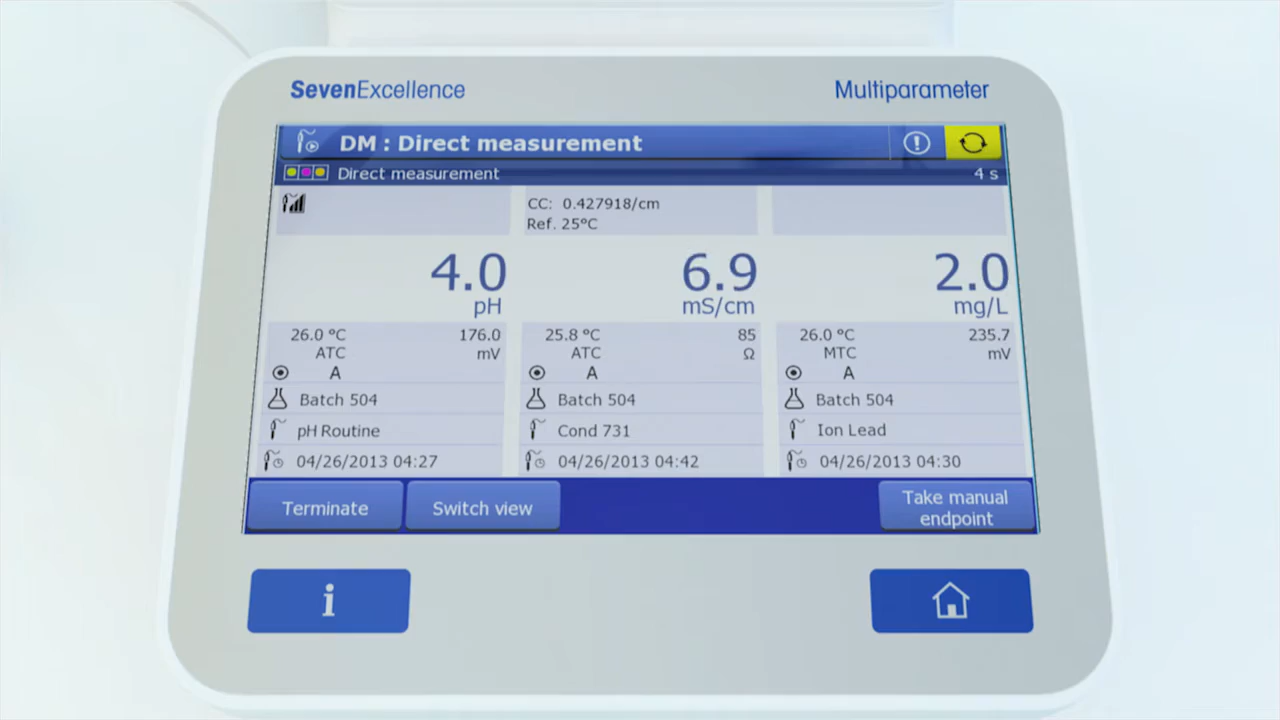 SevenExcellence
Multiparameter
DM : Direct measurement
Direct measurement
4 s
CC: 0.427918/cm
Ref. 25°C
4.0
pH
6.9
mS/cm
2.0
mg/L
26.0 °C
176.0
ATC
mV
A
25.8 °C
85
ATC
Ω
A
26.0 °C
235.7
MTC
mV
A
Batch 504
Batch 504
Batch 504
pH Routine
Cond 731
Ion Lead
04/26/2013 04:27
04/26/2013 04:42
04/26/2013 04:30
Terminate
Switch view
Take manual
endpoint
i